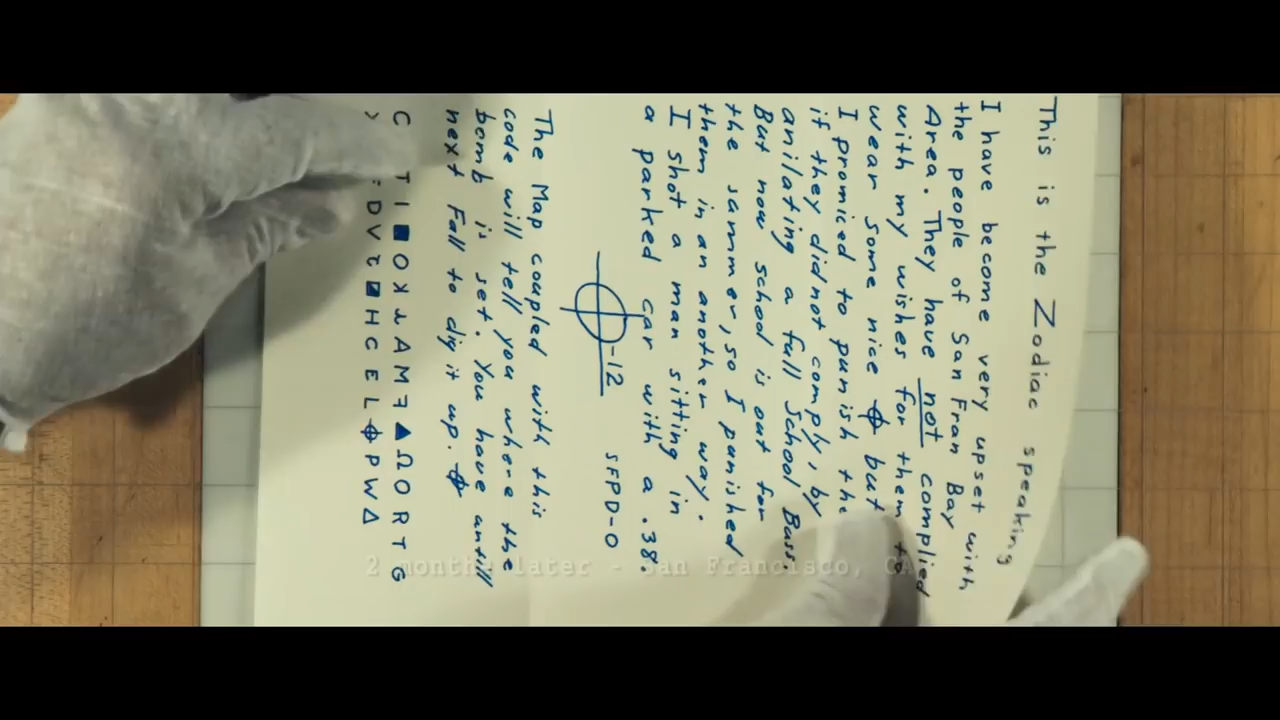 This is the Zodiac speaking
I have become very upset with
the people of San Fran Bay
Area. They have not complied
with my wishes for them to
wear some nice ⌖ but
I promiced to punish the
if they did not comply, by
anilating a full School Buss.
But now school is out for
the sammer, so I punished
them in an another way.
I shot a man sitting in
a parked car with a .38.
⌖-12 SFPD-0
The Map coupled with this
code will tell you where the
bomb is set. You have antill
next Fall to dig it up. ⌖
C T I O A M ▲ Ω O R T G
D V H C E L ⌖ P W Δ
2 months later - San Francisco, CA